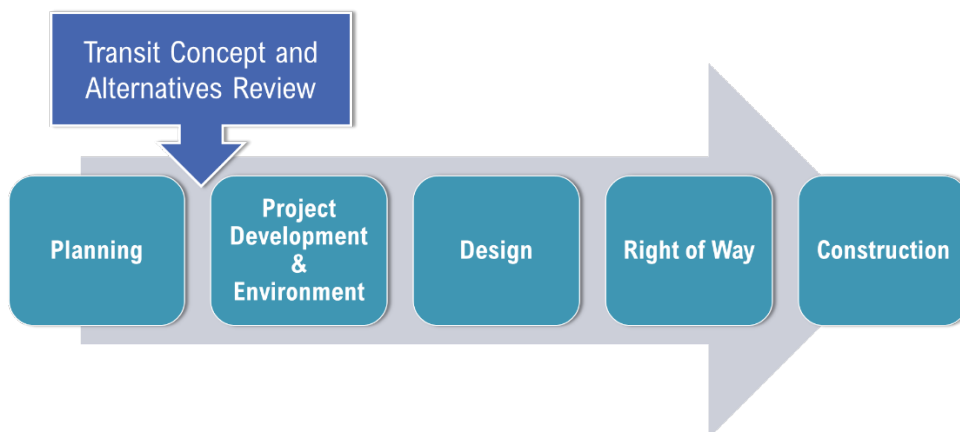 Transit Concept and
Alternatives Review
Planning
Project
Development
&
Environment
Design
Right of Way
Construction